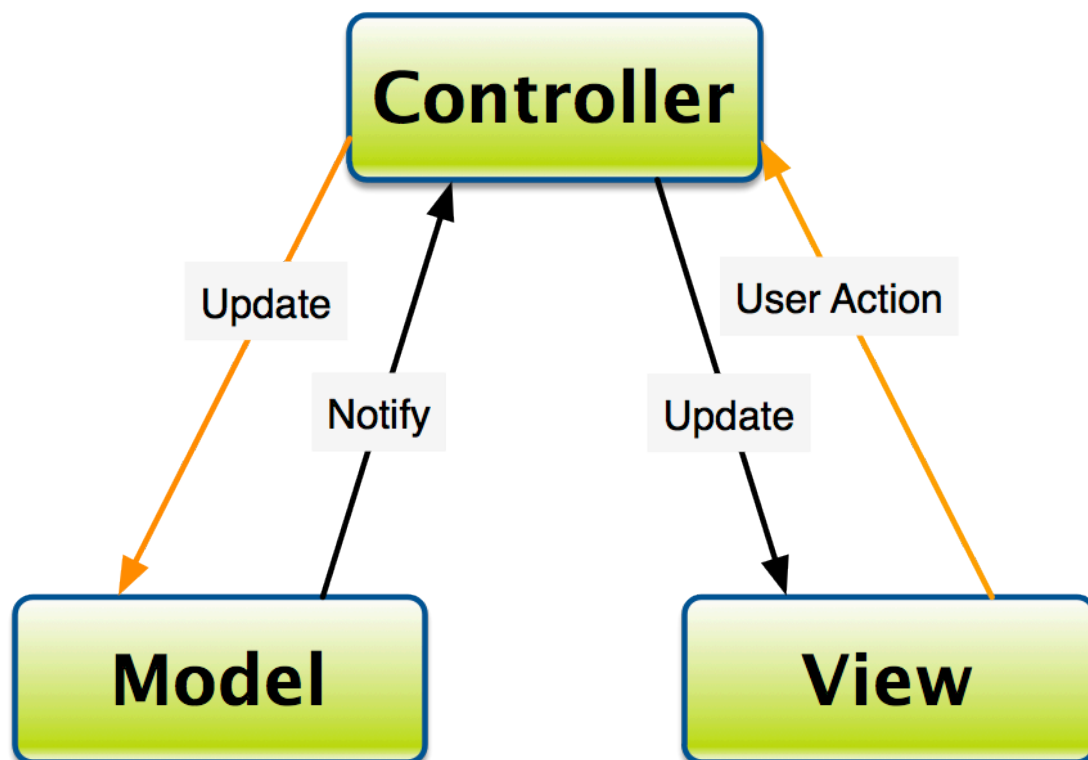 Controller
Update
User Action
Notify
Update
Model
View